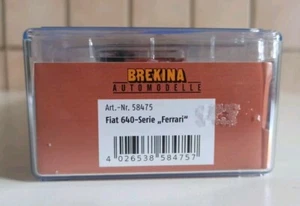 BREKINA
AUTOMODELLE
Art.-Nr. 58475
Fiat 640-Serie „Ferrari“
4 026538 584757